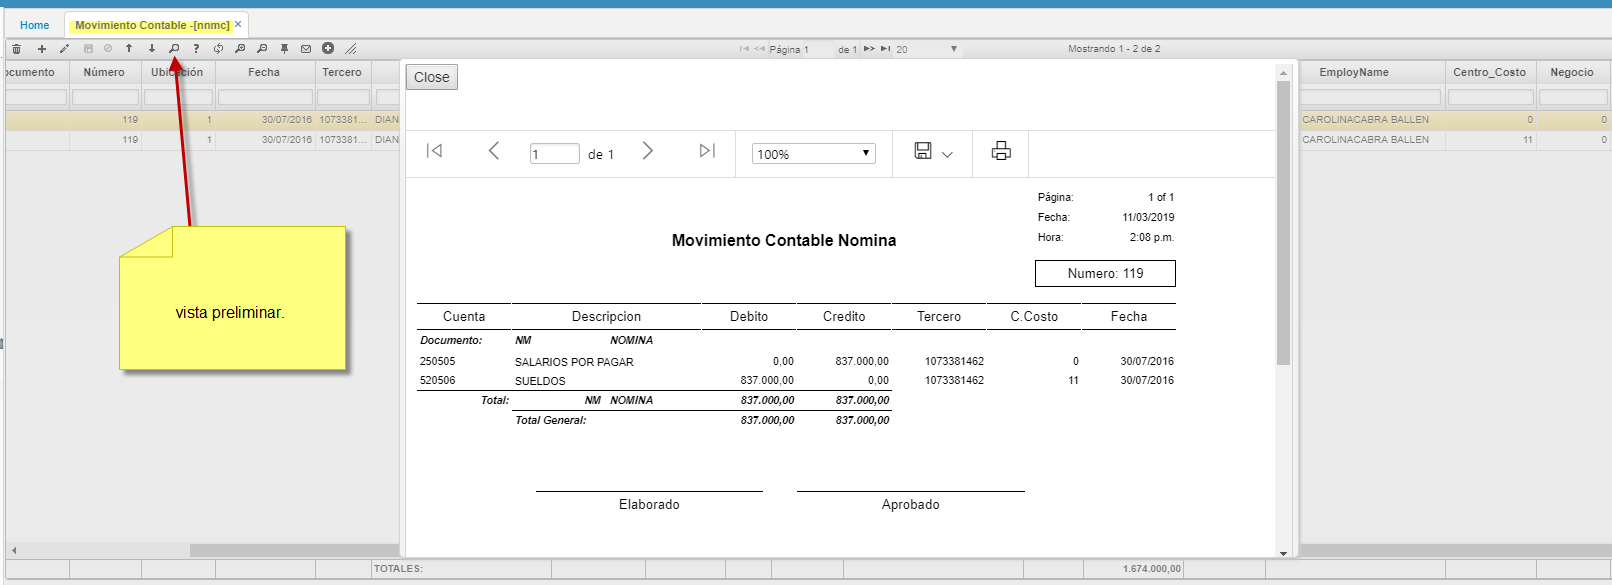 Home
Movimiento Contable -[nnmc] ×
Página 1 de 1 20
Mostrando 1 - 2 de 2
ocumento Número Ubicación Fecha Tercero
EmployName Centro_Costo Negocio
119 1 30/07/2016 1073381... DIAN
CAROLINACABRA BALLEN 0 0
119 1 30/07/2016 1073381... DIAN
CAROLINACABRA BALLEN 11 0
vista preliminar.
Close
1 de 1 100%
Página: 1 of 1
Fecha: 11/03/2019
Hora: 2:08 p.m.
Movimiento Contable Nomina
Numero: 119
Cuenta Descripcion Debito Credito Tercero C.Costo Fecha
Documento: NM NOMINA
250505 SALARIOS POR PAGAR 0,00 837.000,00 1073381462 0 30/07/2016
520506 SUELDOS 837.000,00 0,00 1073381462 11 30/07/2016
Total: NM NOMINA 837.000,00 837.000,00
Total General: 837.000,00 837.000,00
Elaborado Aprobado
TOTALES: 1.674.000,00